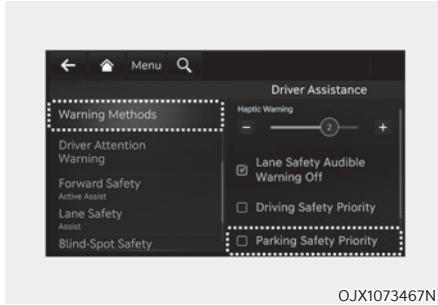 Menu
Driver Assistance
Warning Methods
Driver Attention
Warning
Forward Safety
Active Assist
Lane Safety
Assist
Blind-Spot Safety
Haptic Warning
− 2 +
Lane Safety Audible
Warning Off
Driving Safety Priority
Parking Safety Priority
OJX1073467N